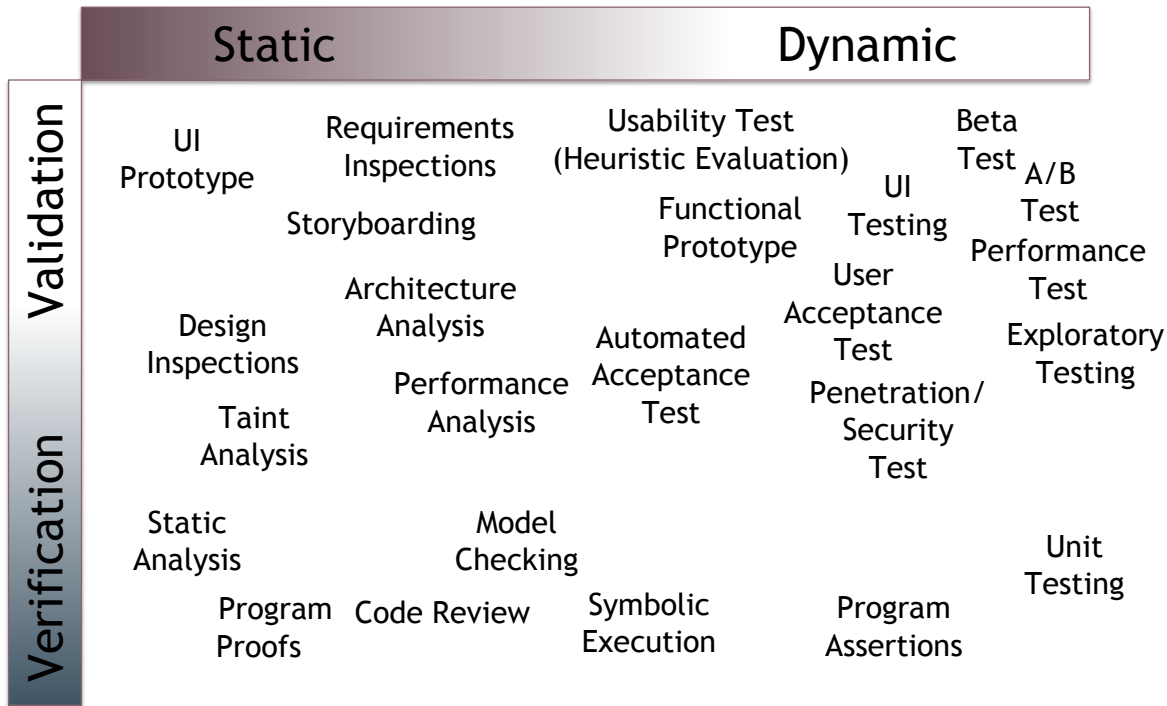 Static
Dynamic
Validation
Verification
UI
Prototype
Requirements
Inspections
Storyboarding
Usability Test
(Heuristic Evaluation)
Functional
Prototype
UI
Testing
Beta
Test
A/B
Test
Performance
Test
Architecture
Analysis
Design
Inspections
Performance
Analysis
Taint
Analysis
Automated
Acceptance
Test
User
Acceptance
Test
Exploratory
Testing
Penetration/
Security
Test
Static
Analysis
Model
Checking
Unit
Testing
Program
Proofs
Code Review
Symbolic
Execution
Program
Assertions